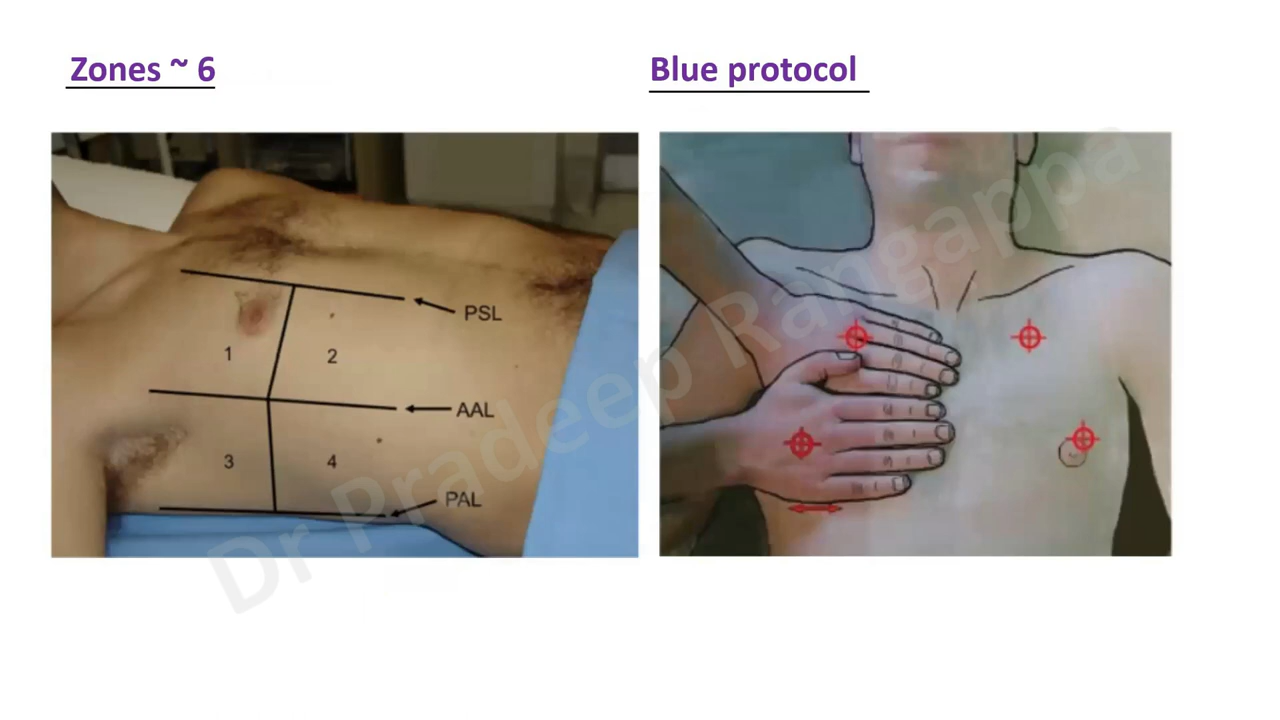 Zones ~ 6
Blue protocol
PSL
1
2
AAL
3
4
PAL
Dr Pradeep Rangappa